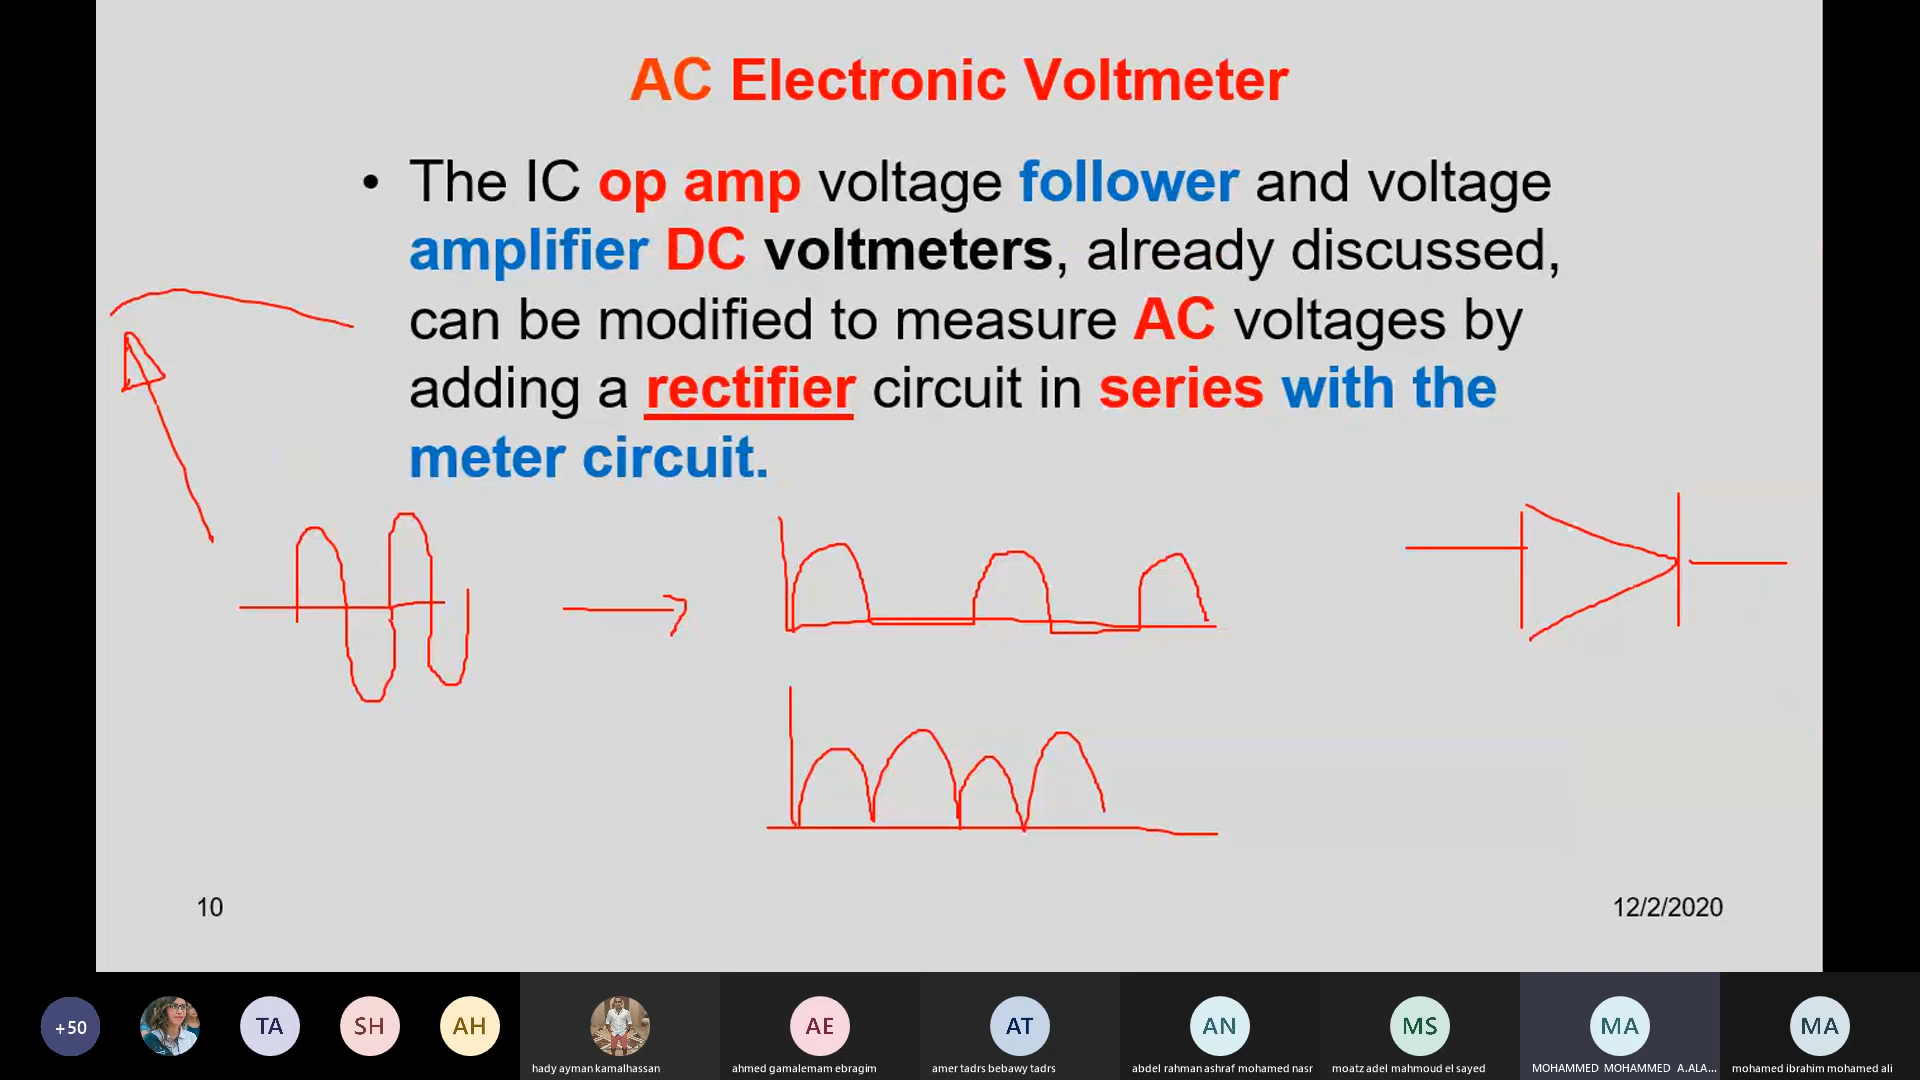 AC Electronic Voltmeter
• The IC op amp voltage follower and voltage
amplifier DC voltmeters, already discussed,
can be modified to measure AC voltages by
adding a rectifier circuit in series with the
meter circuit.
10
12/2/2020
+50
TA
SH
AH
AE
AT
AN
MS
MA
MA
hady ayman kamalhassan
ahmed gamalemam ebragim
amer tadrs bebawy tadrs
abdel rahman ashraf mohamed nasr
moatz adel mahmoud el sayed
MOHAMMED MOHAMMED A.ALA...
mohamed ibrahim mohamed ali